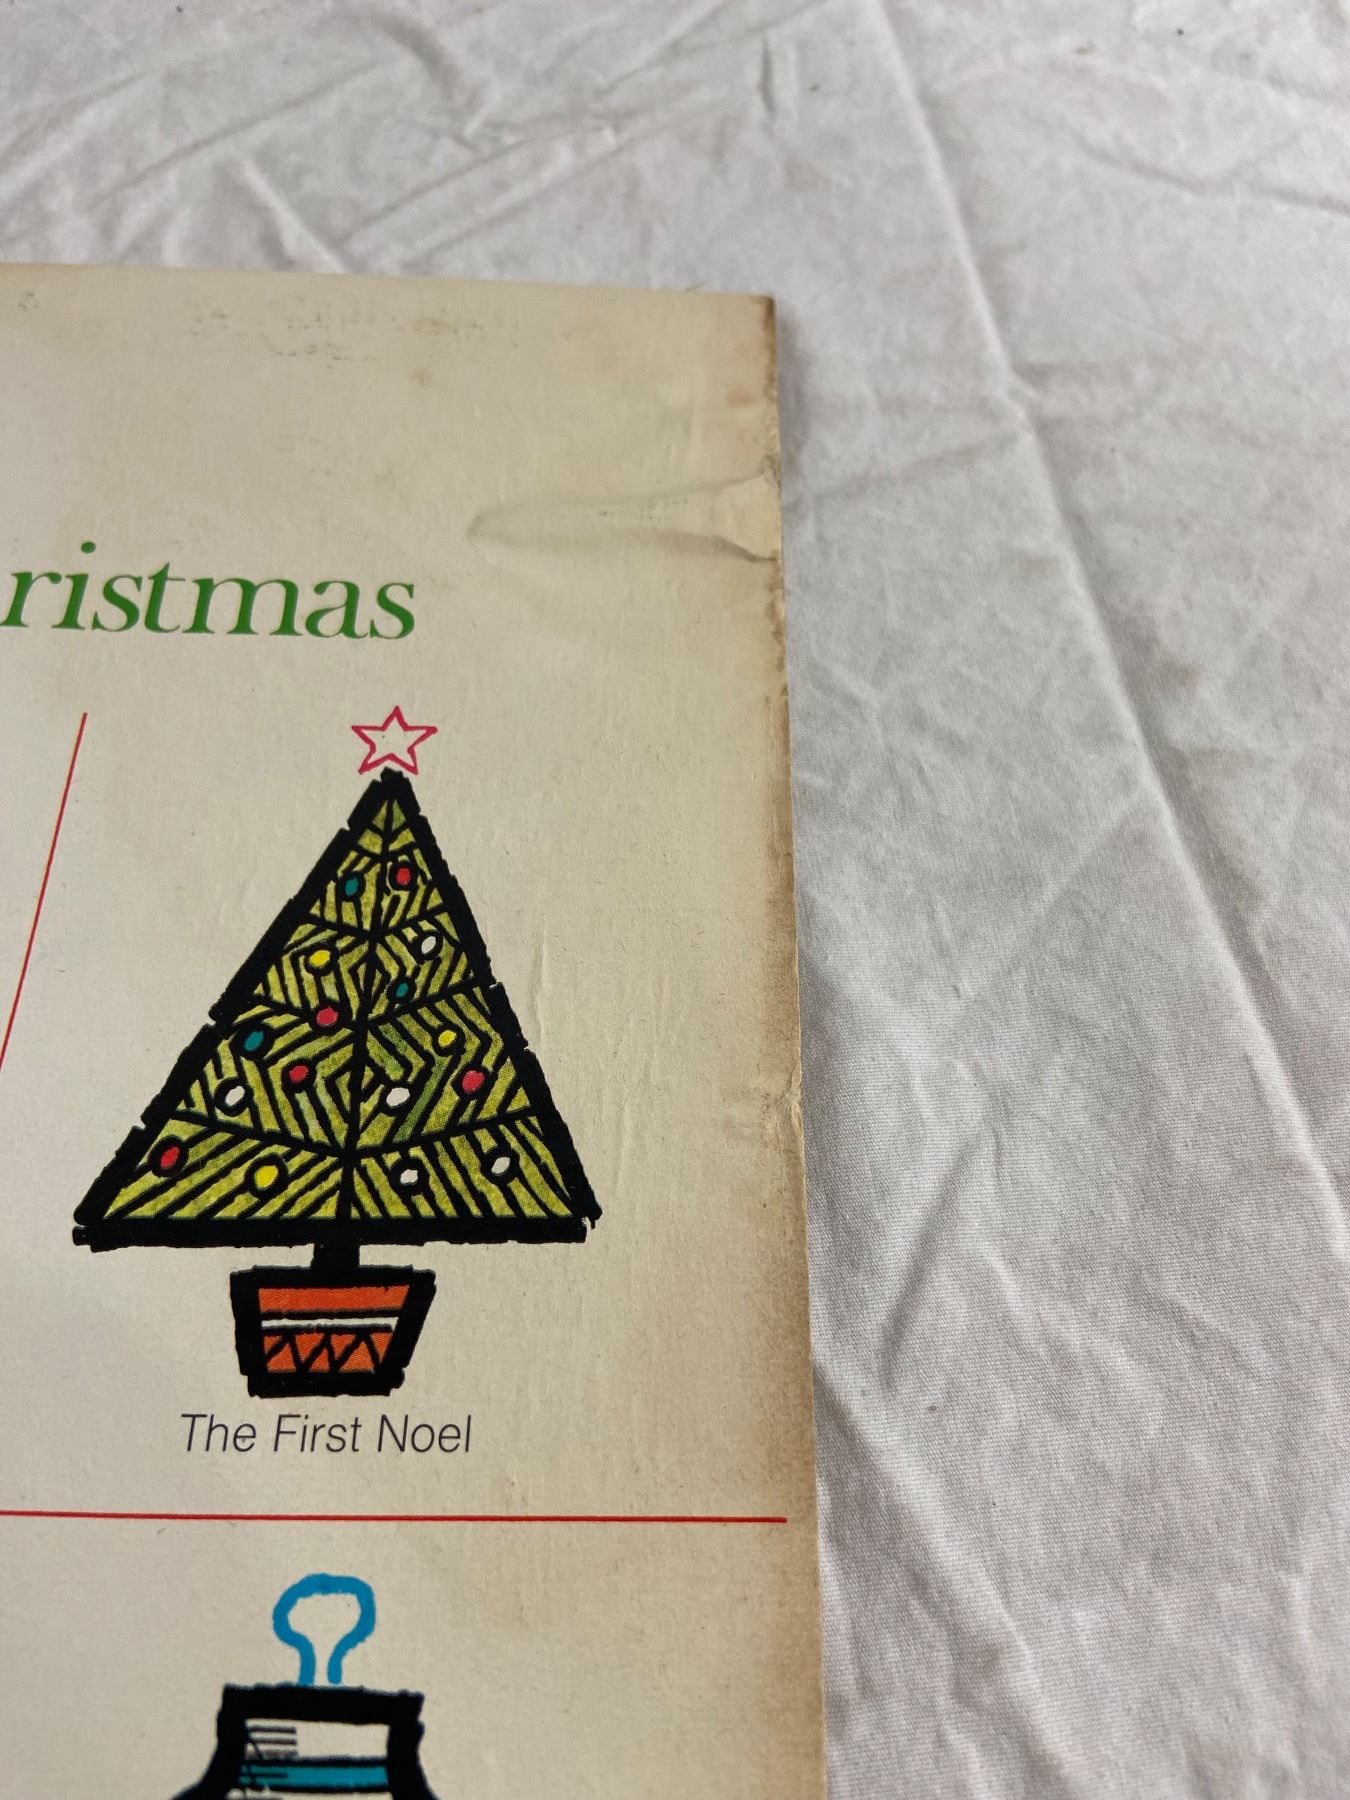 ristmas
The First Noel